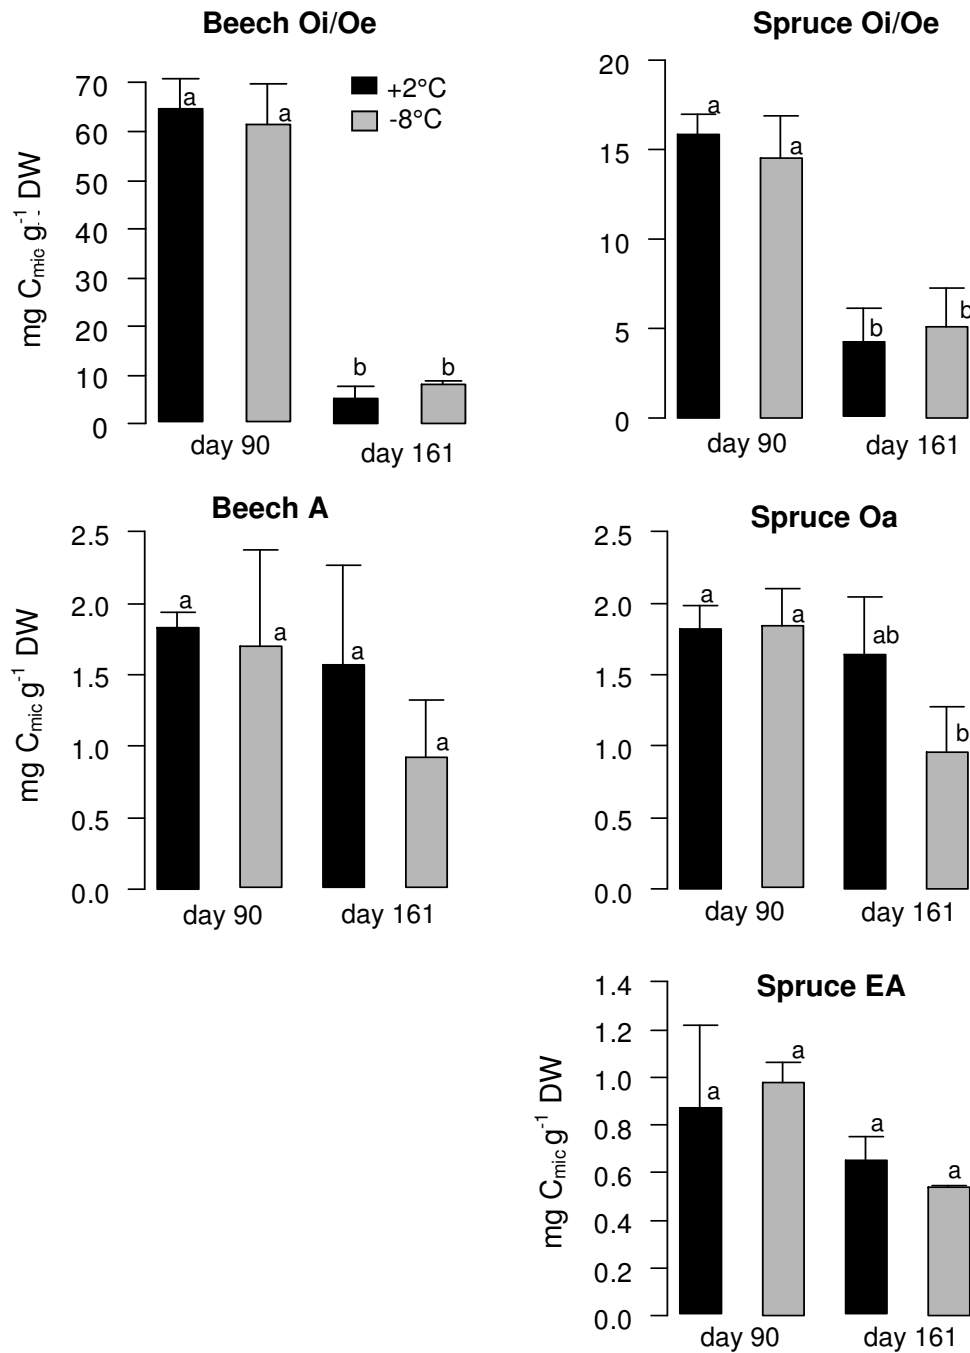 Beech Oi/Oe
70
60
50
40
30
20
10
0
mg Cmic g-1 DW
+2°C
-8°C
a
a
b
b
day 90
day 161
Spruce Oi/Oe
20
15
10
5
0
a
a
b
b
day 90
day 161
Beech A
2.5
2.0
1.5
1.0
0.5
0.0
mg Cmic g-1 DW
a
a
a
a
day 90
day 161
Spruce Oa
2.5
2.0
1.5
1.0
0.5
0.0
a
a
ab
b
day 90
day 161
Spruce EA
1.4
1.2
1.0
0.8
0.6
0.4
0.2
0.0
mg Cmic g-1 DW
a
a
a
a
day 90
day 161